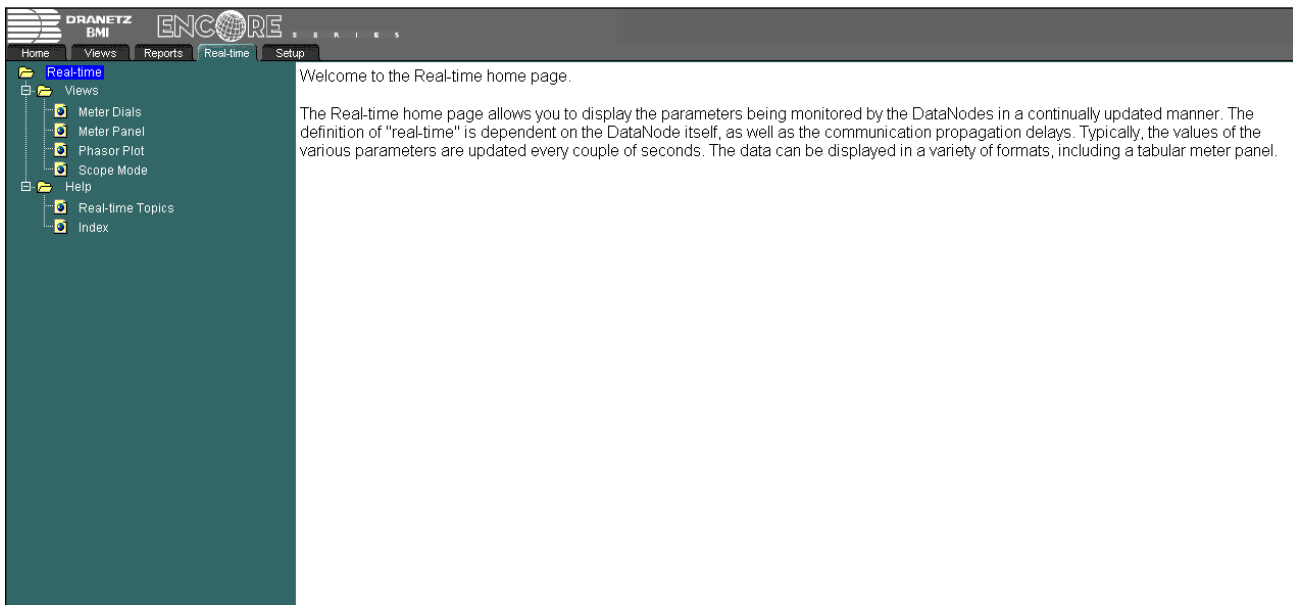 DRANETZ
BMI
ENCORE
SERIES
Home Views Reports Real-time Setup
Real-time
Views
Meter Dials
Meter Panel
Phasor Plot
Scope Mode
Help
Real-time Topics
Index
Welcome to the Real-time home page.
The Real-time home page allows you to display the parameters being monitored by the DataNodes in a continually updated manner. The
definition of "real-time" is dependent on the DataNode itself, as well as the communication propagation delays. Typically, the values of the
various parameters are updated every couple of seconds. The data can be displayed in a variety of formats, including a tabular meter panel.